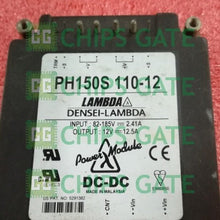 CHIPS GATE
PH150S 110-12
LAMBDA
DENSEI-LAMBDA
INPUT : 82-185V 2.41A
OUTPUT : 12V 12.5A
Power Module
DC-DC
MADE IN MALAYSIA
CHIPS GATE